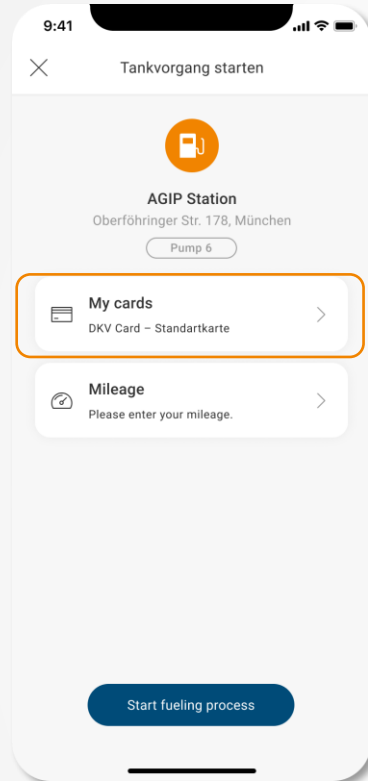 9:41
Tankvorgang starten
AGIP Station
Oberföhringer Str. 178, München
Pump 6
My cards
DKV Card – Standartkarte
Mileage
Please enter your mileage.
Start fueling process